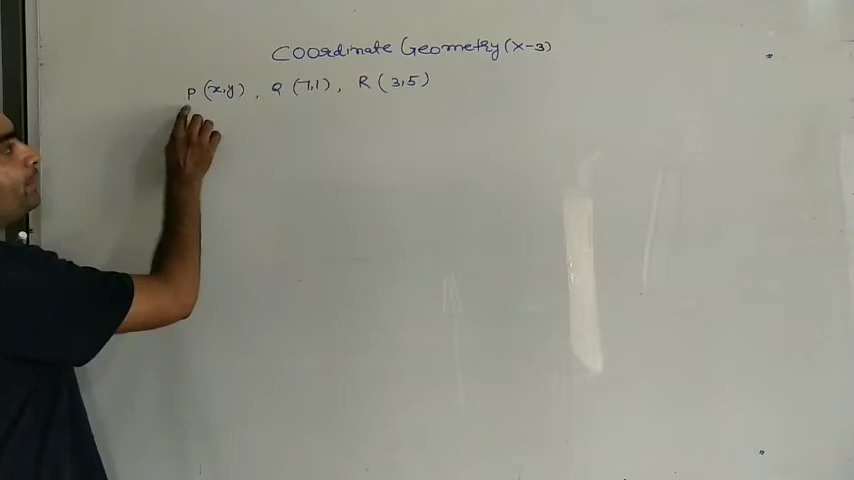 Coordinate Geometry (X-3)
P (x,y), Q (7,1), R (3,5)